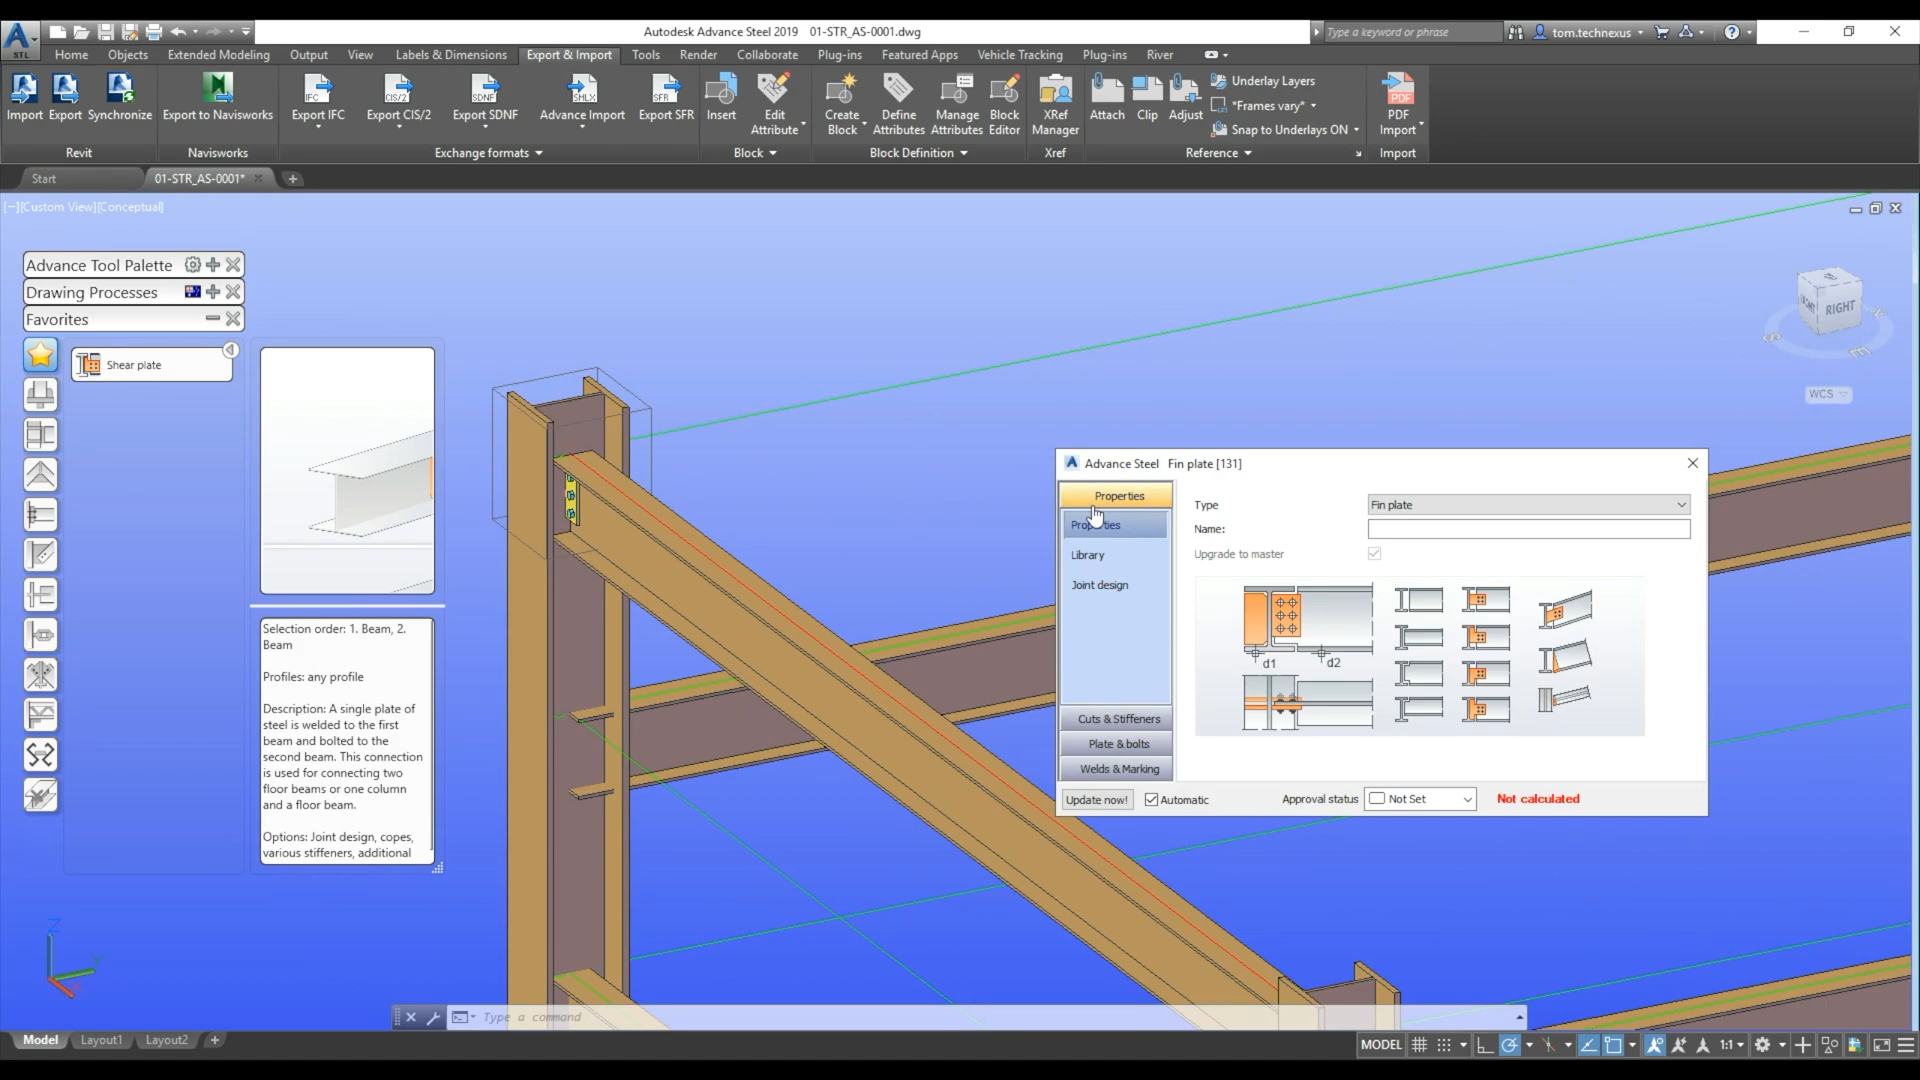 Autodesk Advance Steel 2019 01-STR_AS-0001.dwg
Type a keyword or phrase
tom.technexus
STL
Home Objects Extended Modeling Output View Labels & Dimensions Export & Import Tools Render Collaborate Plug-ins Featured Apps Vehicle Tracking Plug-ins River
Import Export Synchronize
Export to Navisworks
Export IFC Export CIS/2 Export SDNF Advance Import Export SFR
IFC CIS/2 SDNF SMLX SFR
Insert Edit Attribute
Create Block Define Attributes Manage Attributes Block Editor
XRef Manager
Attach Clip Adjust
Underlay Layers
*Frames vary*
Snap to Underlays ON
PDF
PDF Import
Revit Navisworks Exchange formats Block Block Definition Xref Reference Import
Start 01-STR_AS-0001*
[−][Custom View][Conceptual]
Advance Tool Palette
Drawing Processes
Favorites
Shear plate
Selection order: 1. Beam, 2.
Beam
Profiles: any profile
Description: A single plate of
steel is welded to the first
beam and bolted to the
second beam. This connection
is used for connecting two
floor beams or one column
and a floor beam.
Options: Joint design, copes,
various stiffeners, additional
RIGHT
WCS
Advance Steel Fin plate [131]
Properties
Properties
Library
Joint design
Cuts & Stiffeners
Plate & bolts
Welds & Marking
Type Fin plate
Name:
Upgrade to master
d1 d2
Update now! Automatic Approval status Not Set Not calculated
Z
Y
Type a command
Model Layout1 Layout2
MODEL 1:1